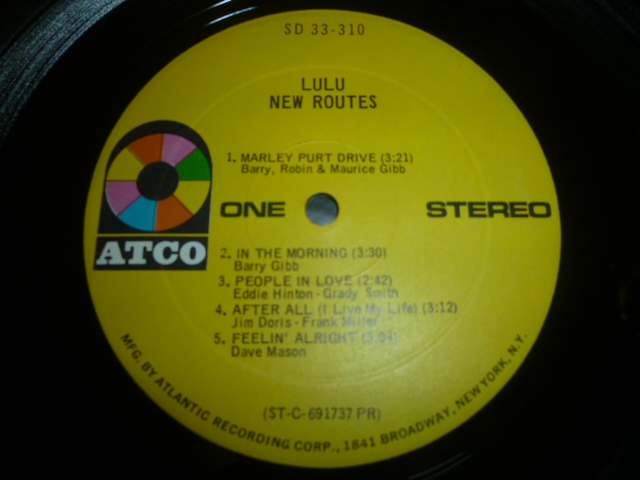 SD 33-310
LULU
NEW ROUTES
1. MARLEY PURT DRIVE (3:21)
Barry, Robin & Maurice Gibb
ONE
STEREO
ATCO
2. IN THE MORNING (3:30)
Barry Gibb
3. PEOPLE IN LOVE (2:42)
Eddie Hinton - Grady Smith
4. AFTER ALL (I Live My Life) (3:12)
Jim Doris - Frank Miller
5. FEELIN' ALRIGHT (3:04)
Dave Mason
(ST-C-691737 PR)
MFG. BY ATLANTIC RECORDING CORP., 1841 BROADWAY, NEW YORK, N.Y.